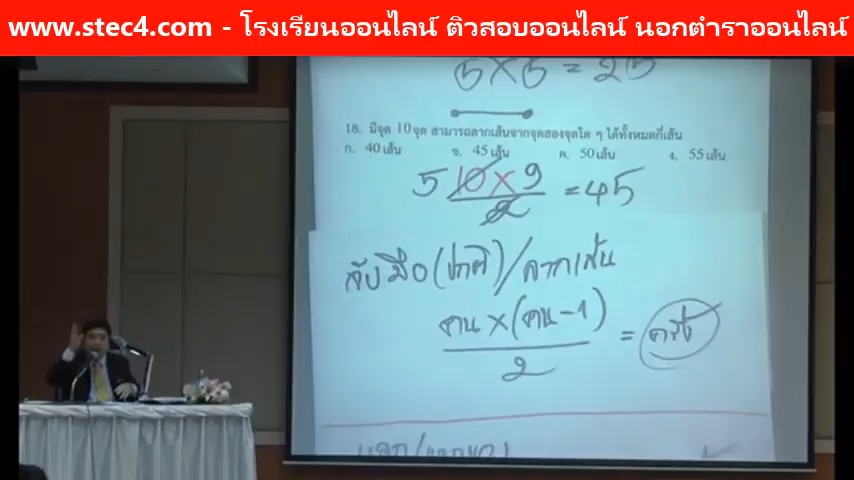 www.stec4.com - โรงเรียนออนไลน์ ติวสอบออนไลน์ นอกตำราออนไลน์
5×5 = 25
18. มีจุด 10 จุด สามารถลากเส้นจากจุดสองจุดใด ๆ ได้ทั้งหมดกี่เส้น
ก. 40 เส้น ข. 45 เส้น ค. 50 เส้น ง. 55 เส้น
5 10 × 9 = 45
2
จับมือ(ปกติ)/ลากเส้น
คน × (คน - 1)
= ครั้ง
2